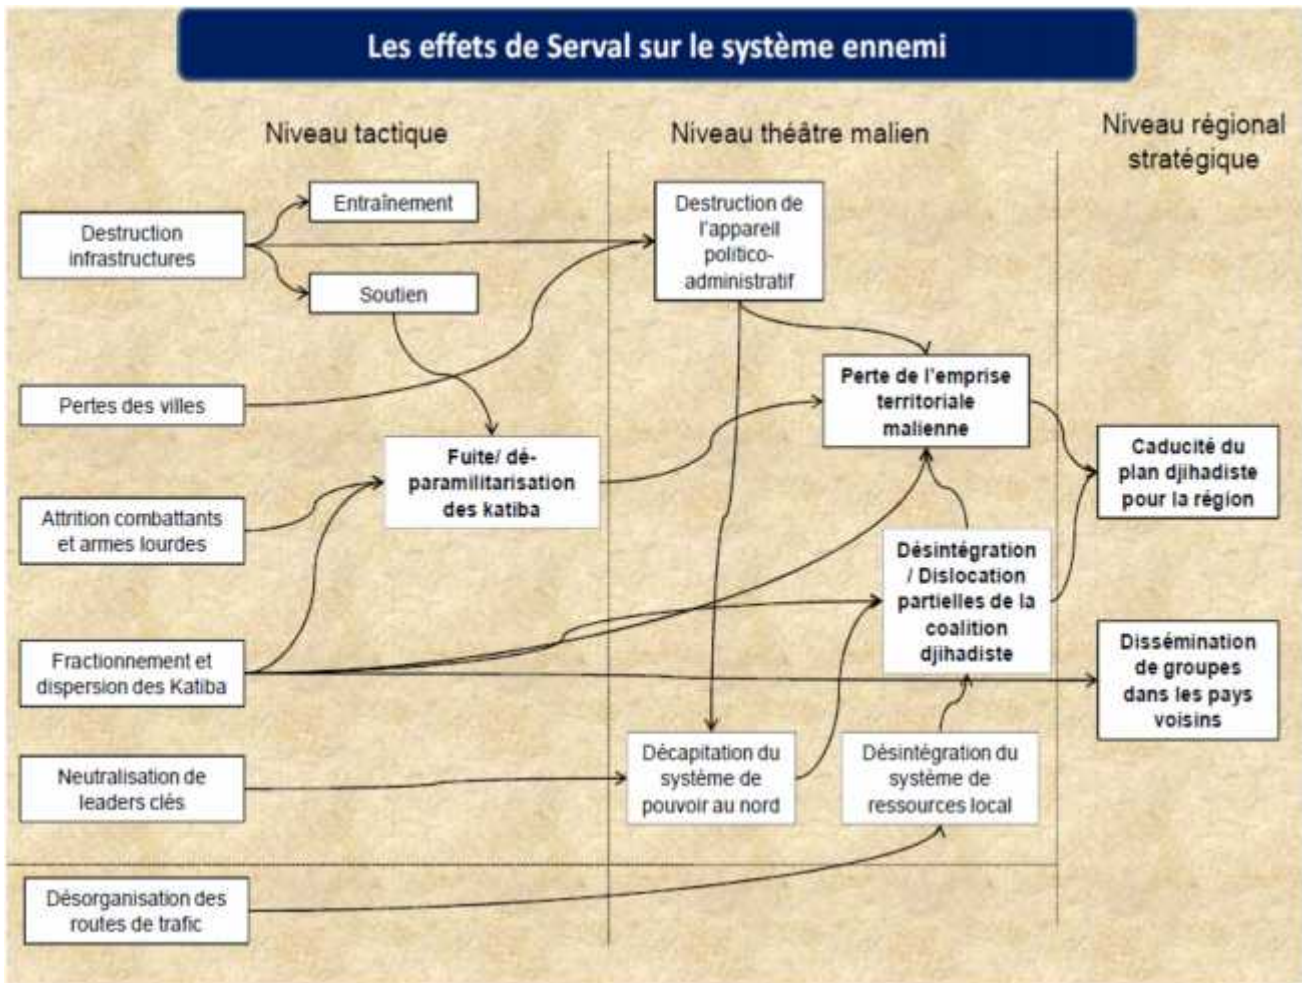 Les effets de Serval sur le système ennemi
Niveau tactique
Niveau théâtre malien
Niveau régional
stratégique
Destruction
infrastructures
Entraînement
Soutien
Pertes des villes
Attrition combattants
et armes lourdes
Fractionnement et
dispersion des Katiba
Neutralisation de
leaders clés
Désorganisation des
routes de trafic
Fuite/ dé-
paramilitarisation
des katiba
Destruction de
l'appareil
politico-
administratif
Perte de l'emprise
territoriale
malienne
Désintégration
/ Dislocation
partielles de la
coalition
djihadiste
Décapitation du
système de
pouvoir au nord
Désintégration du
système de
ressources local
Caducité du
plan djihadiste
pour la région
Dissémination
de groupes
dans les pays
voisins